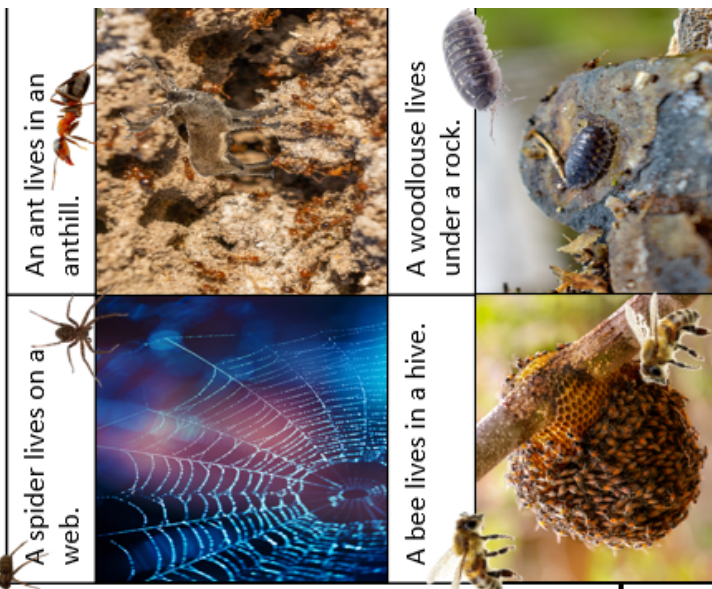 An ant lives in an
anthill.
A woodlouse lives
under a rock.
A spider lives on a
web.
A bee lives in a hive.